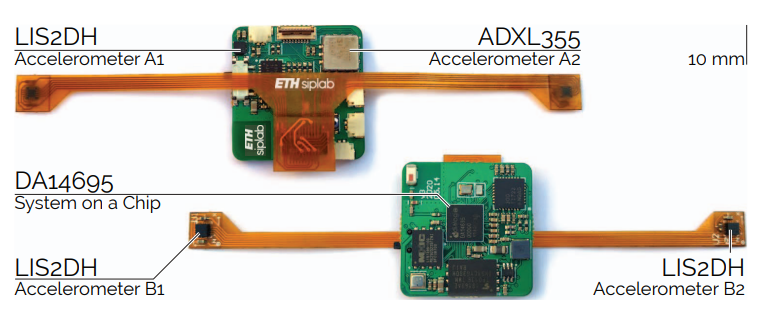 LIS2DH
Accelerometer A1
ADXL355
Accelerometer A2
10 mm
ETH siplab
ETH
siplab
DA14695
System on a Chip
LIS2DH
Accelerometer B1
LIS2DH
Accelerometer B2